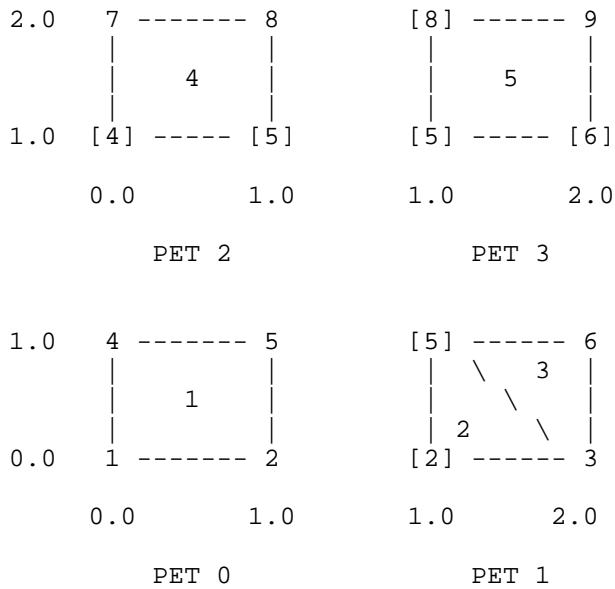 2.0   7 ------- 8        [8] ------ 9
      |         |         |         |
      |    4    |         |    5    |
      |         |         |         |
1.0  [4] ----- [5]       [5] ----- [6]
     0.0       1.0       1.0       2.0
         PET 2               PET 3
1.0   4 ------- 5        [5] ------ 6
      |         |         |  \   3  |
      |    1    |         |    \    |
      |         |         | 2    \  |
0.0   1 ------- 2        [2] ------ 3
     0.0       1.0       1.0      2.0
         PET 0               PET 1